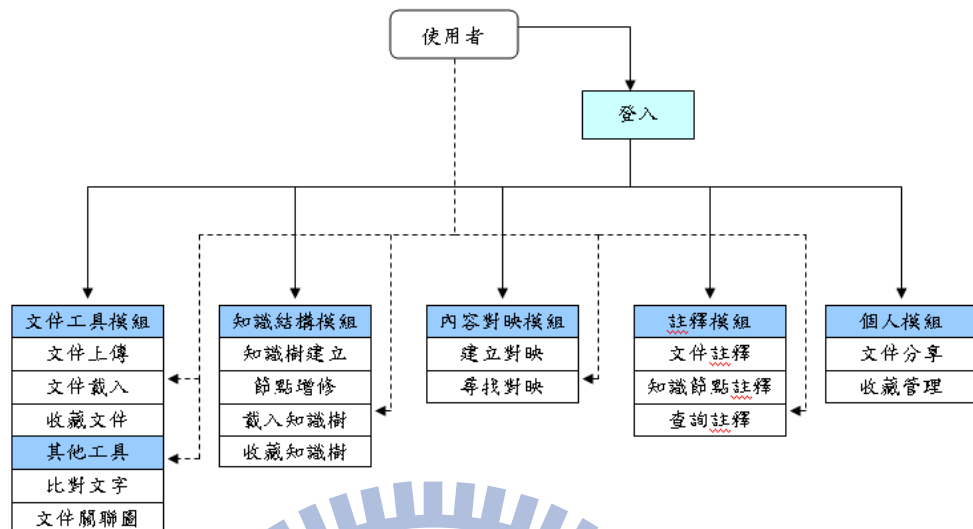 使用者
登入
文件工具模組
文件上傳
文件載入
收藏文件
其他工具
比對文字
文件關聯圖
知識結構模組
知識樹建立
節點增修
載入知識樹
收藏知識樹
內容對映模組
建立對映
尋找對映
註釋模組
文件註釋
知識節點註釋
查詢註釋
個人模組
文件分享
收藏管理